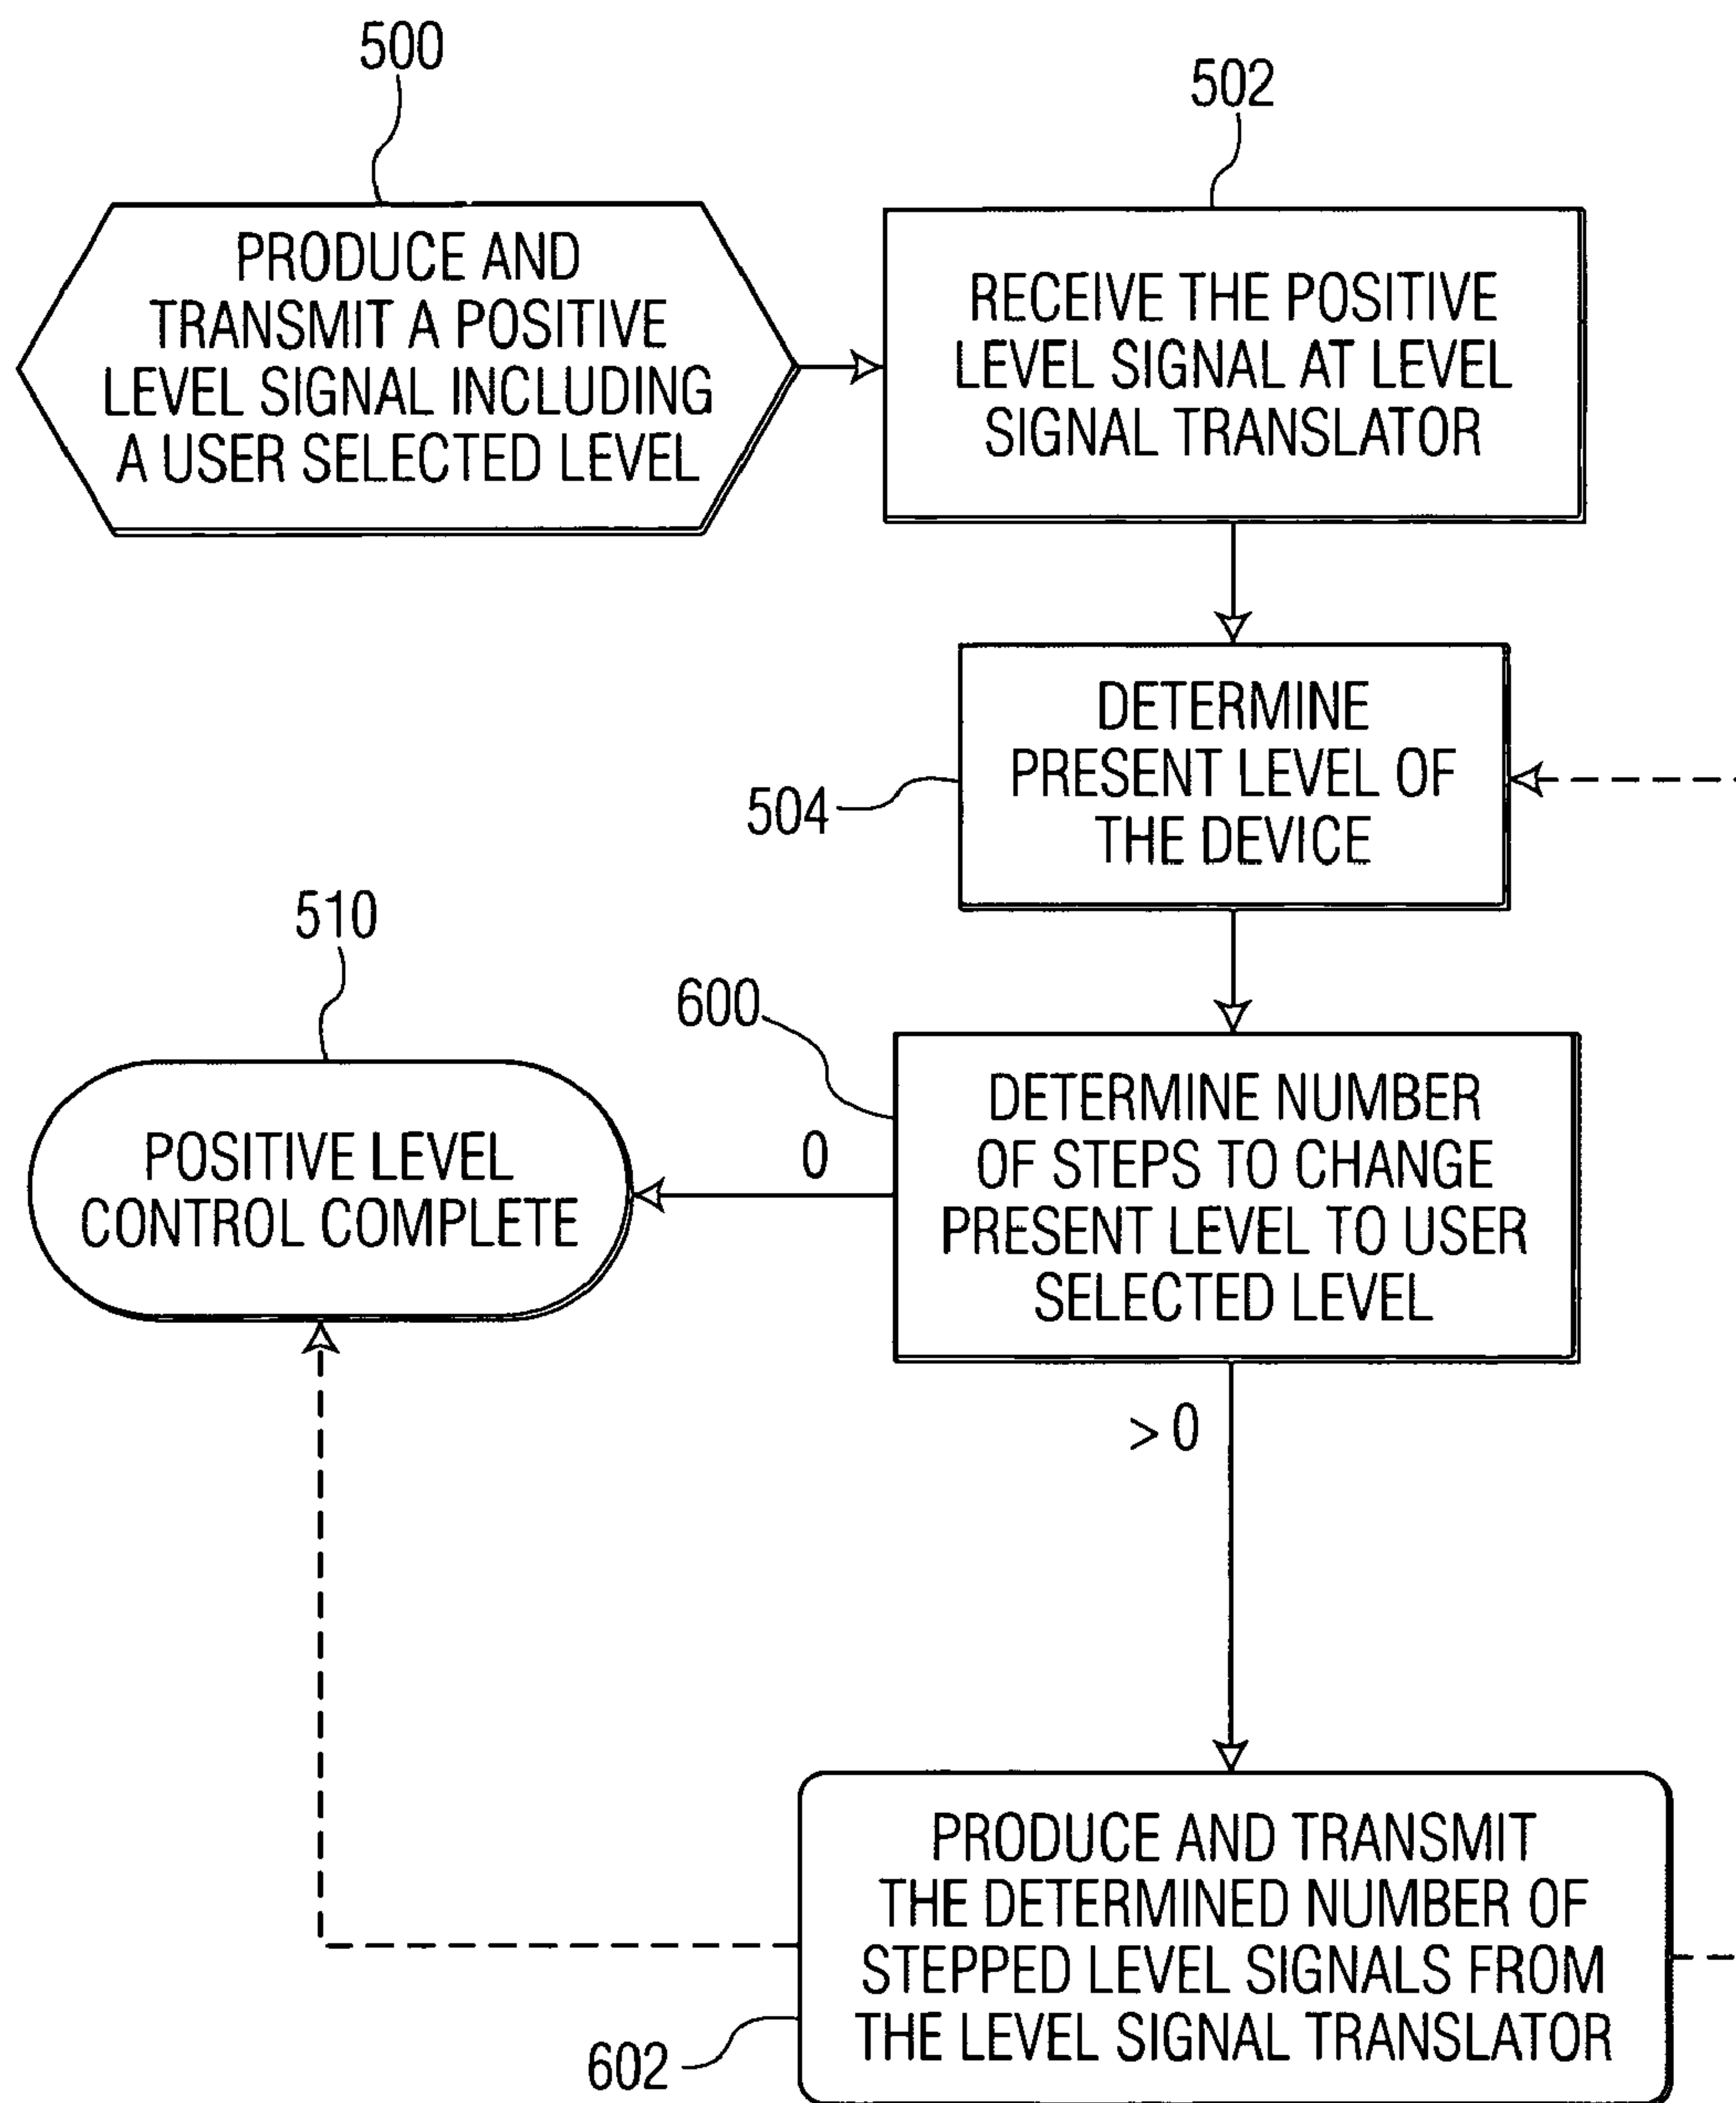 500
PRODUCE AND
TRANSMIT A POSITIVE
LEVEL SIGNAL INCLUDING
A USER SELECTED LEVEL
502
RECEIVE THE POSITIVE
LEVEL SIGNAL AT LEVEL
SIGNAL TRANSLATOR
504
DETERMINE
PRESENT LEVEL OF
THE DEVICE
510
POSITIVE LEVEL
CONTROL COMPLETE
600
0
DETERMINE NUMBER
OF STEPS TO CHANGE
PRESENT LEVEL TO USER
SELECTED LEVEL
> 0
PRODUCE AND TRANSMIT
THE DETERMINED NUMBER OF
STEPPED LEVEL SIGNALS FROM
THE LEVEL SIGNAL TRANSLATOR
602